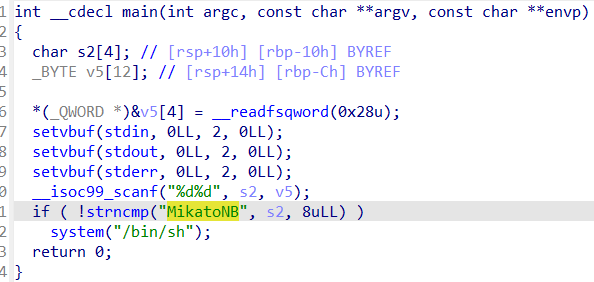 1 int __cdecl main(int argc, const char **argv, const char **envp)
2 {
3 char s2[4]; // [rsp+10h] [rbp-10h] BYREF
4 _BYTE v5[12]; // [rsp+14h] [rbp-Ch] BYREF
5
6 *(_QWORD *)&v5[4] = __readfsqword(0x28u);
7 setvbuf(stdin, 0LL, 2, 0LL);
8 setvbuf(stdout, 0LL, 2, 0LL);
9 setvbuf(stderr, 0LL, 2, 0LL);
0 __isoc99_scanf("%d%d", s2, v5);
1 if ( !strncmp("MikatoNB", s2, 8uLL) )
2 system("/bin/sh");
3 return 0;
4 }